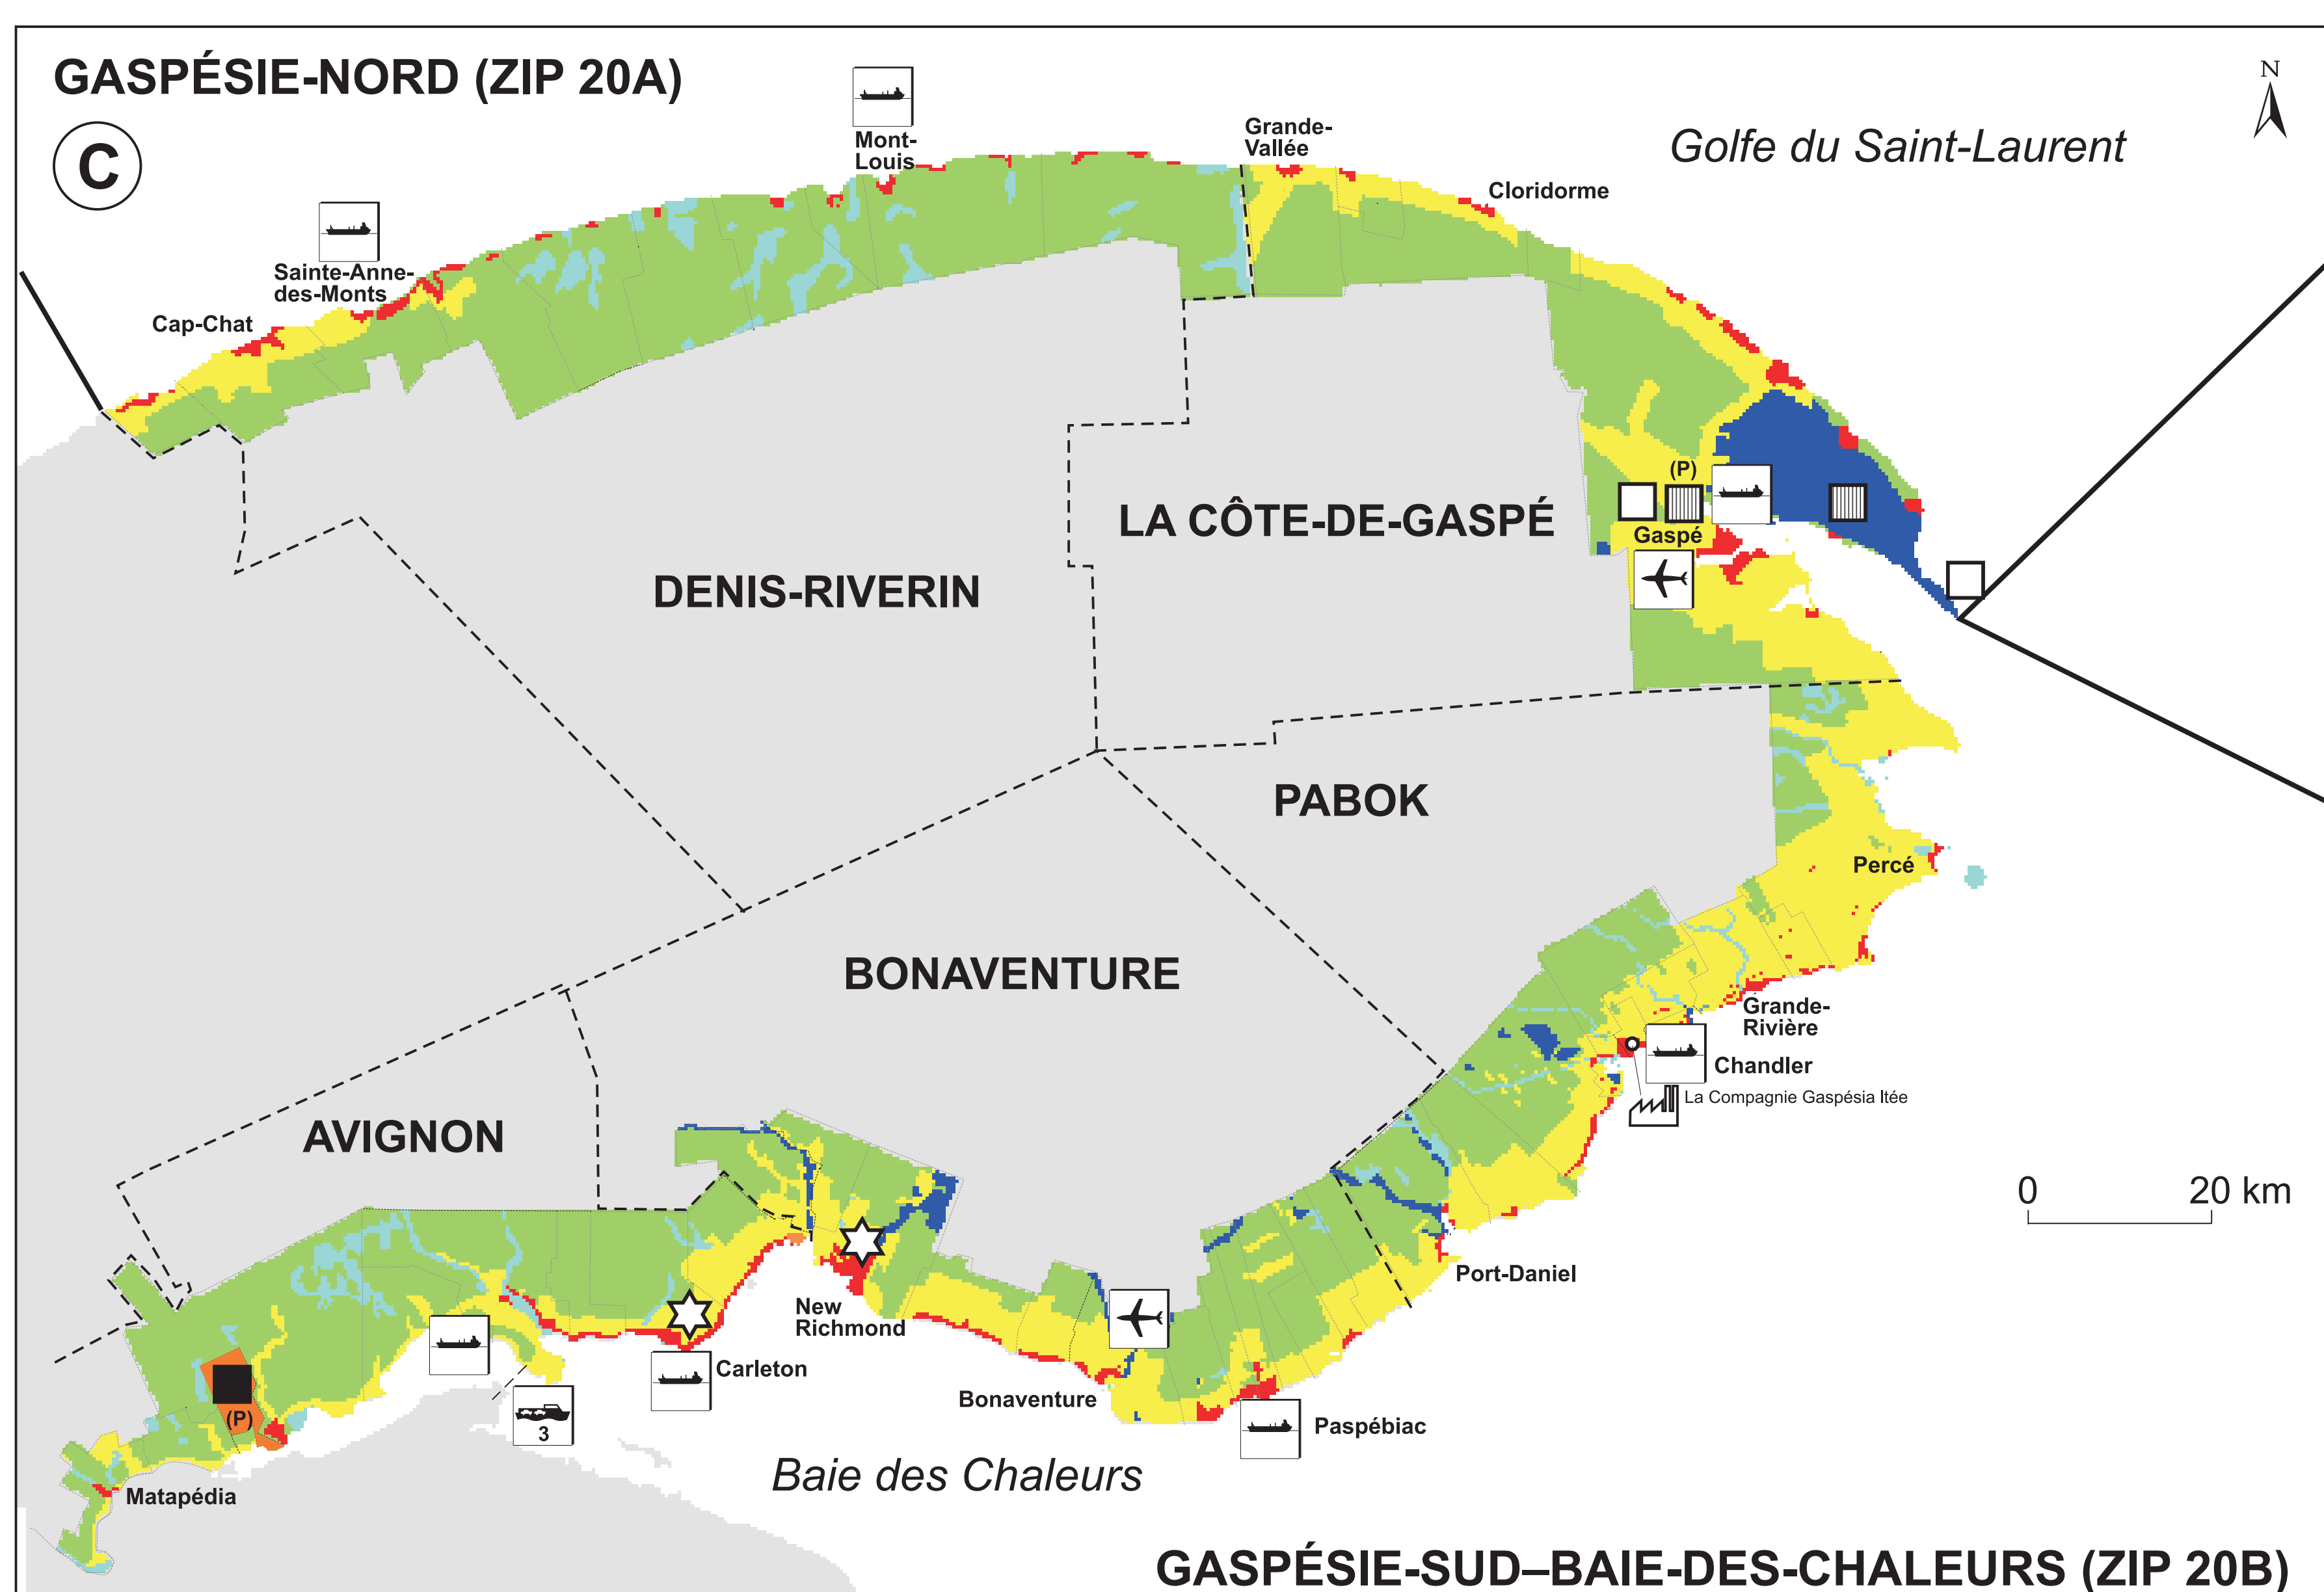 GASPÉSIE-NORD (ZIP 20A)
C
N
Golfe du Saint-Laurent
Mont-
Louis
Grande-
Vallée
Cloridorme
Sainte-Anne-
des-Monts
Cap-Chat
(P)
LA CÔTE-DE-GASPÉ
Gaspé
DENIS-RIVERIN
PABOK
Percé
BONAVENTURE
Grande-
Rivière
Chandler
La Compagnie Gaspésia ltée
AVIGNON
0 20 km
Port-Daniel
New
Richmond
Carleton
Bonaventure
(P)
3
Paspébiac
Baie des Chaleurs
Matapédia
GASPÉSIE-SUD–BAIE-DES-CHALEURS (ZIP 20B)